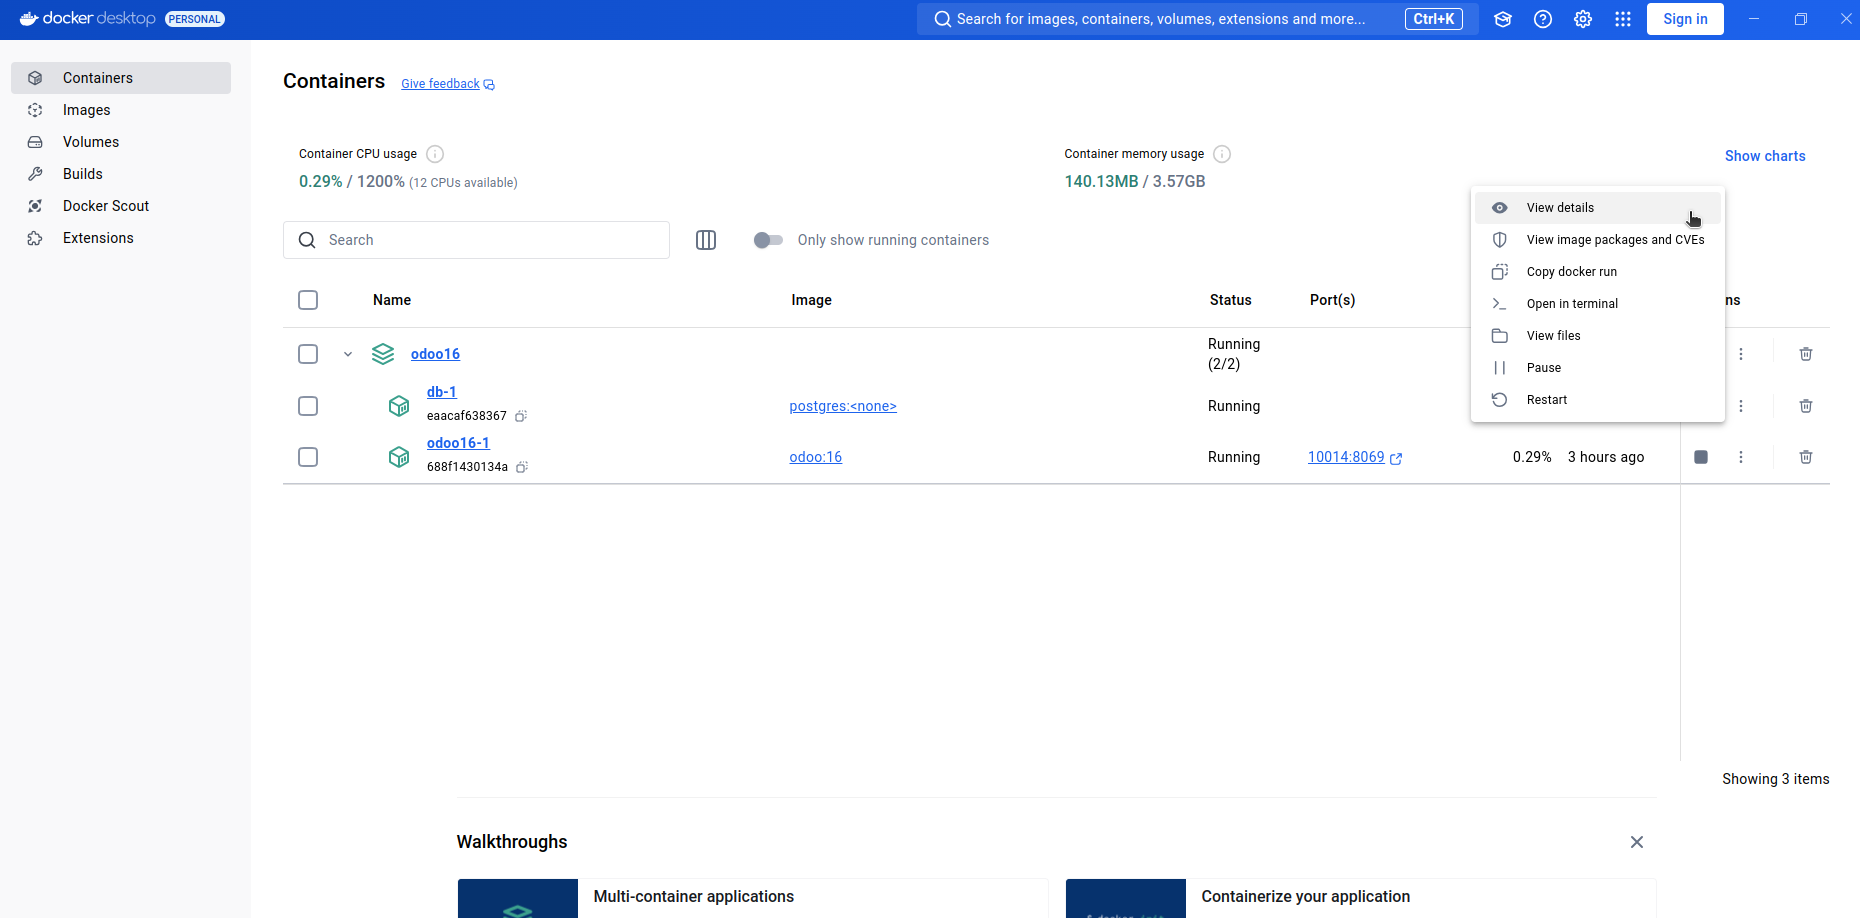 docker desktop PERSONAL
Search for images, containers, volumes, extensions and more... Ctrl+K
Sign in
Containers
Images
Volumes
Builds
Docker Scout
Extensions
Containers Give feedback
Container CPU usage
0.29% / 1200% (12 CPUs available)
Container memory usage
140.13MB / 3.57GB
Show charts
Search
Only show running containers
View details
View image packages and CVEs
Copy docker run
Open in terminal
View files
Pause
Restart
Name Image Status Port(s) ns
odoo16 Running
(2/2)
db-1
eaacaf638367
postgres:<none> Running
odoo16-1
688f1430134a
odoo:16 Running 10014:8069 0.29% 3 hours ago
Showing 3 items
Walkthroughs
Multi-container applications
Containerize your application